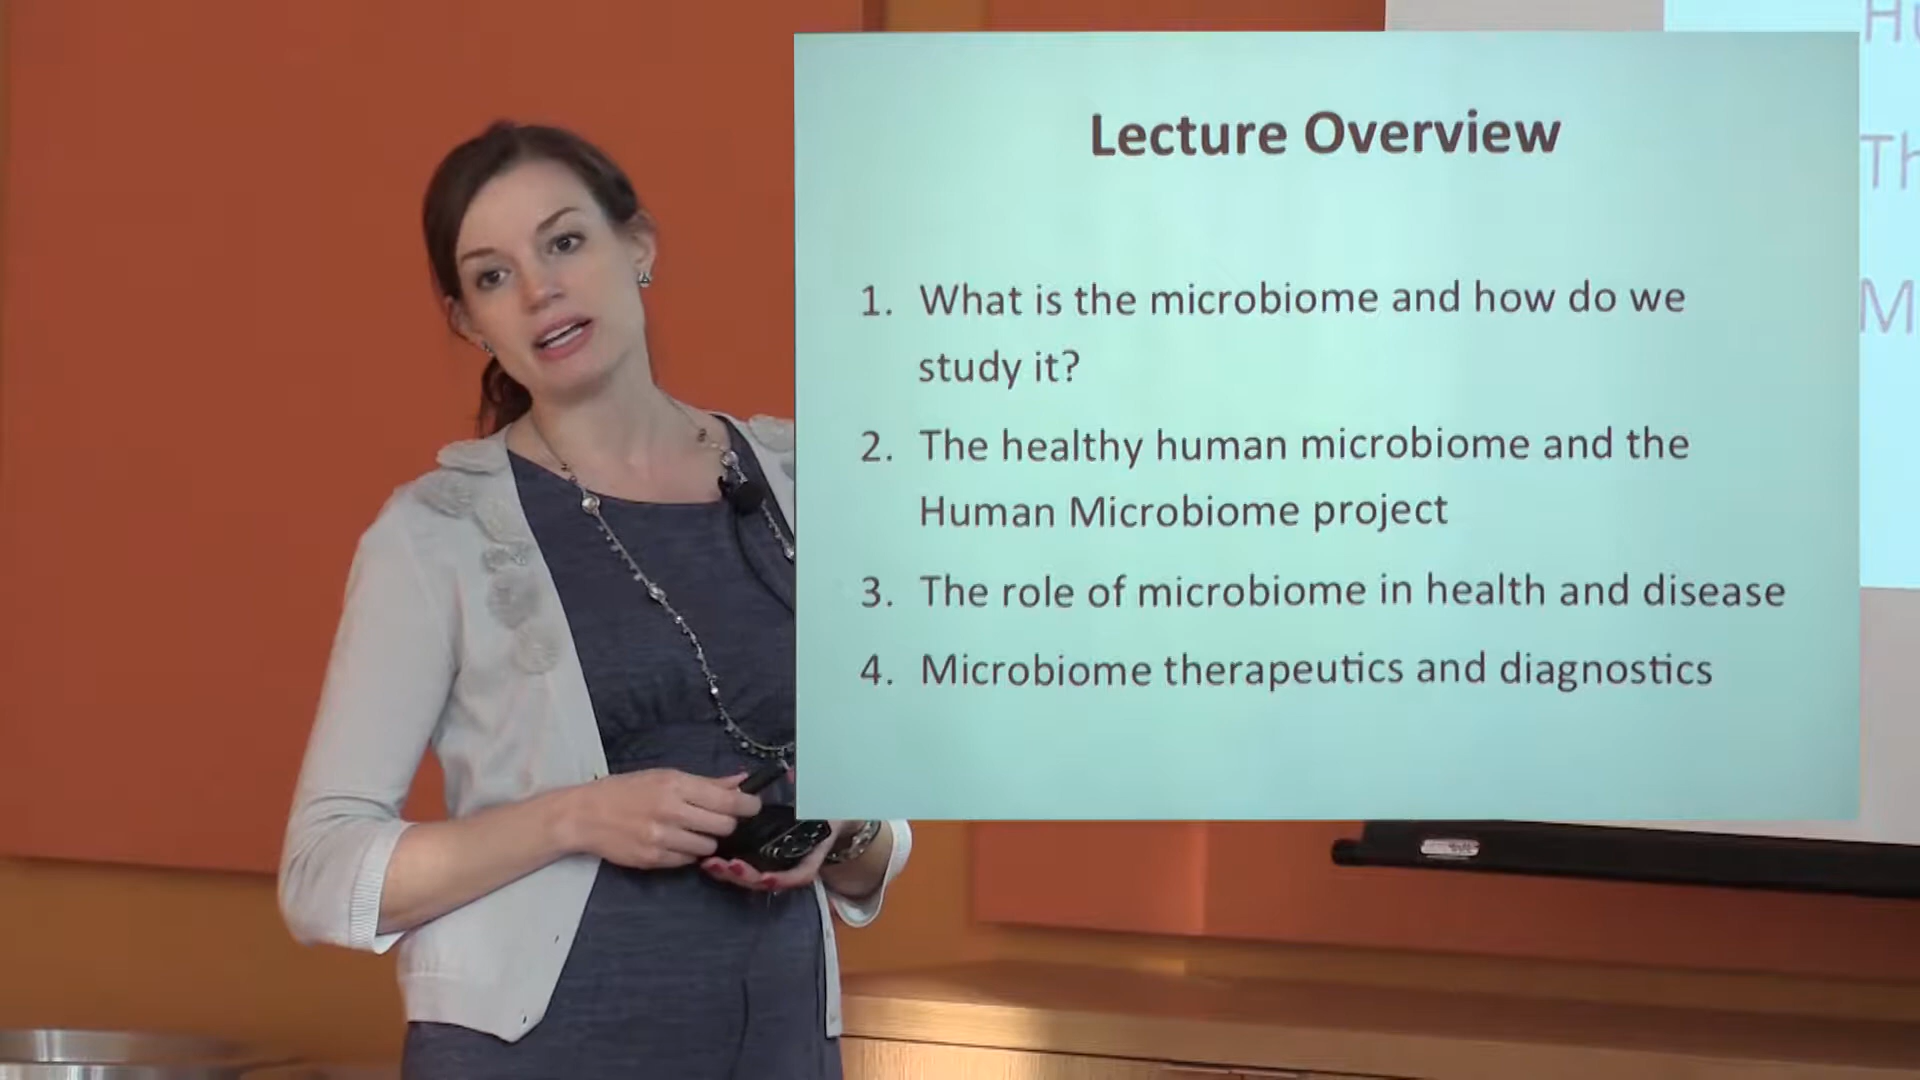 Lecture Overview
1. What is the microbiome and how do we
study it?
2. The healthy human microbiome and the
Human Microbiome project
3. The role of microbiome in health and disease
4. Microbiome therapeutics and diagnostics